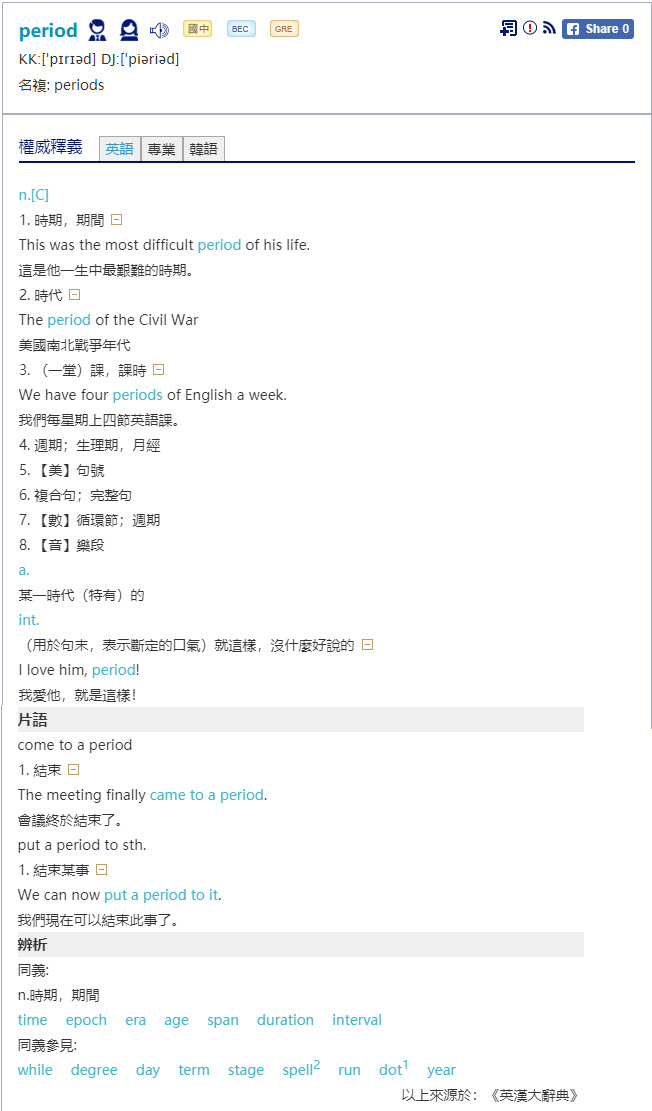 period 國中 BEC GRE Share 0
KK:[ˈpɪrɪəd] DJ:[ˈpiəriəd]
名複: periods
權威釋義 英語 專業 韓語
n.[C]
1. 時期，期間
This was the most difficult period of his life.
這是他一生中最艱難的時期。
2. 時代
The period of the Civil War
美國南北戰爭年代
3. （一堂）課，課時
We have four periods of English a week.
我們每星期上四節英語課。
4. 週期；生理期，月經
5. 【美】句號
6. 複合句；完整句
7. 【數】循環節；週期
8. 【音】樂段
a.
某一時代（特有）的
int.
（用於句末，表示斷定的口氣）就這樣，沒什麼好說的
I love him, period!
我愛他，就是這樣！
片語
come to a period
1. 結束
The meeting finally came to a period.
會議終於結束了。
put a period to sth.
1. 結束某事
We can now put a period to it.
我們現在可以結束此事了。
辨析
同義:
n.時期，期間
time epoch era age span duration interval
同義參見:
while degree day term stage spell2 run dot1 year
以上來源於：《英漢大辭典》